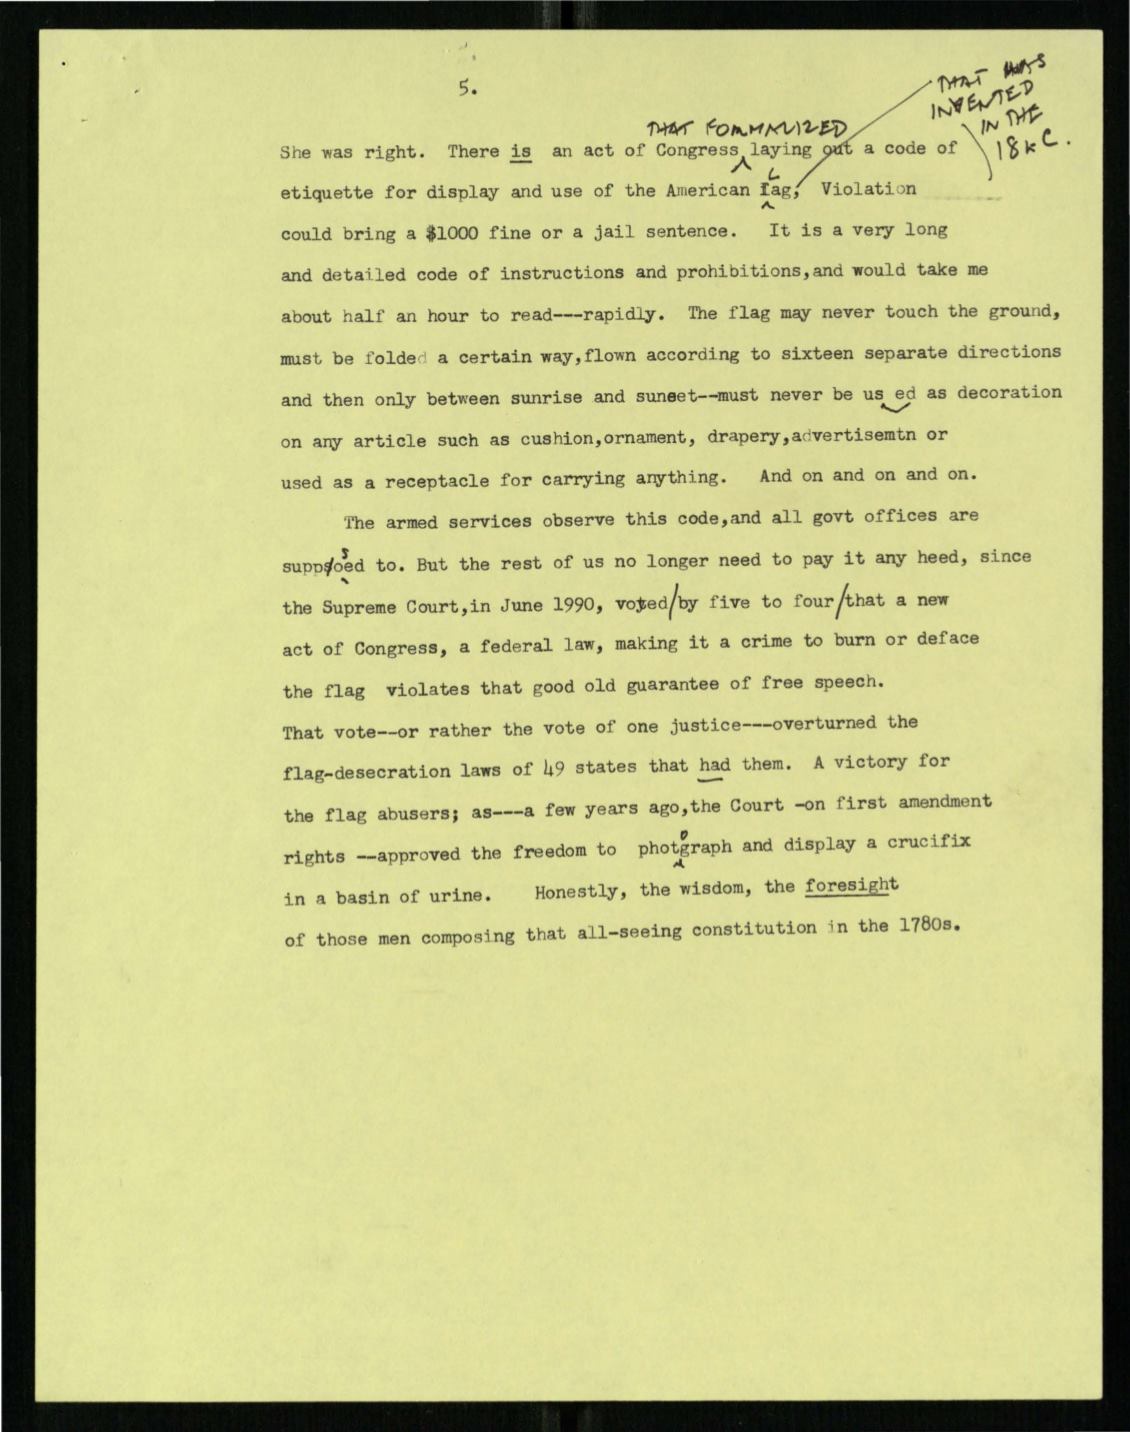 5.
THAT WAS
INVENTED
IN THE
18th C.
THAT FORMALIZED
She was right. There is an act of Congress laying out a code of
etiquette for display and use of the American flag, Violation
could bring a $1000 fine or a jail sentence. It is a very long
and detailed code of instructions and prohibitions,and would take me
about half an hour to read---rapidly. The flag may never touch the ground,
must be folded a certain way,flown according to sixteen separate directions
and then only between sunrise and sunset--must never be us ed as decoration
on any article such as cushion,ornament, drapery,advertisemtn or
used as a receptacle for carrying anything. And on and on and on.
The armed services observe this code,and all govt offices are
supposed to. But the rest of us no longer need to pay it any heed, since
the Supreme Court,in June 1990, voted/by five to four/that a new
act of Congress, a federal law, making it a crime to burn or deface
the flag violates that good old guarantee of free speech.
That vote--or rather the vote of one justice---overturned the
flag-desecration laws of 49 states that had them. A victory for
the flag abusers; as---a few years ago,the Court -on first amendment
rights --approved the freedom to photograph and display a crucifix
in a basin of urine. Honestly, the wisdom, the foresight
of those men composing that all-seeing constitution in the 1780s.